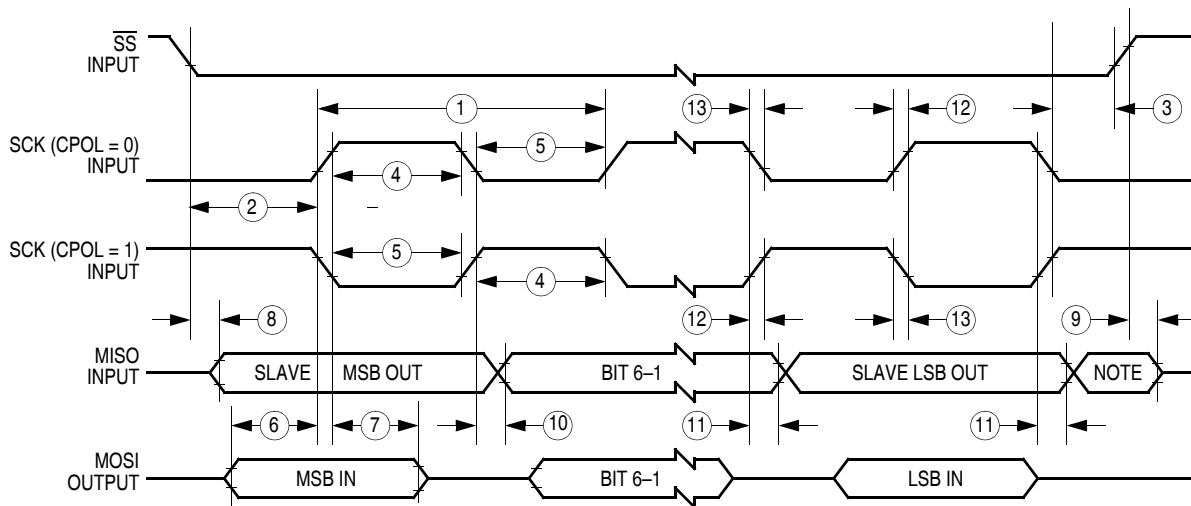 SS
INPUT
1
13
12
3
SCK (CPOL = 0)
INPUT
5
4
2
SCK (CPOL = 1)
INPUT
5
4
8
12
13
9
MISO
INPUT
SLAVE MSB OUT
BIT 6–1
SLAVE LSB OUT
NOTE
6
7
10
11
11
MOSI
OUTPUT
MSB IN
BIT 6–1
LSB IN